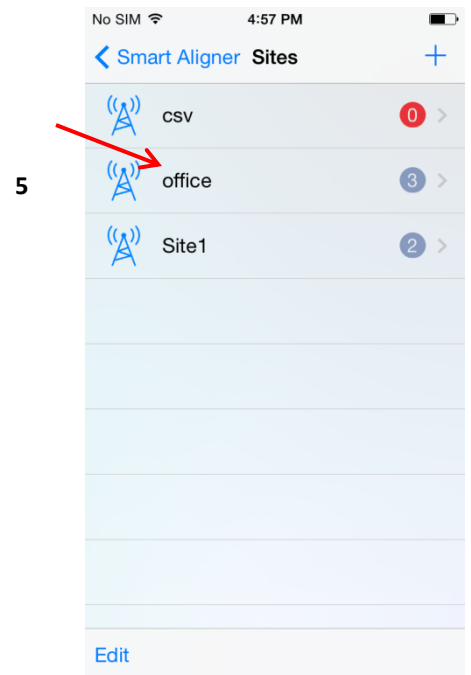 No SIM 4:57 PM
Smart Aligner Sites +
csv 0
5 office 3
Site1 2
Edit